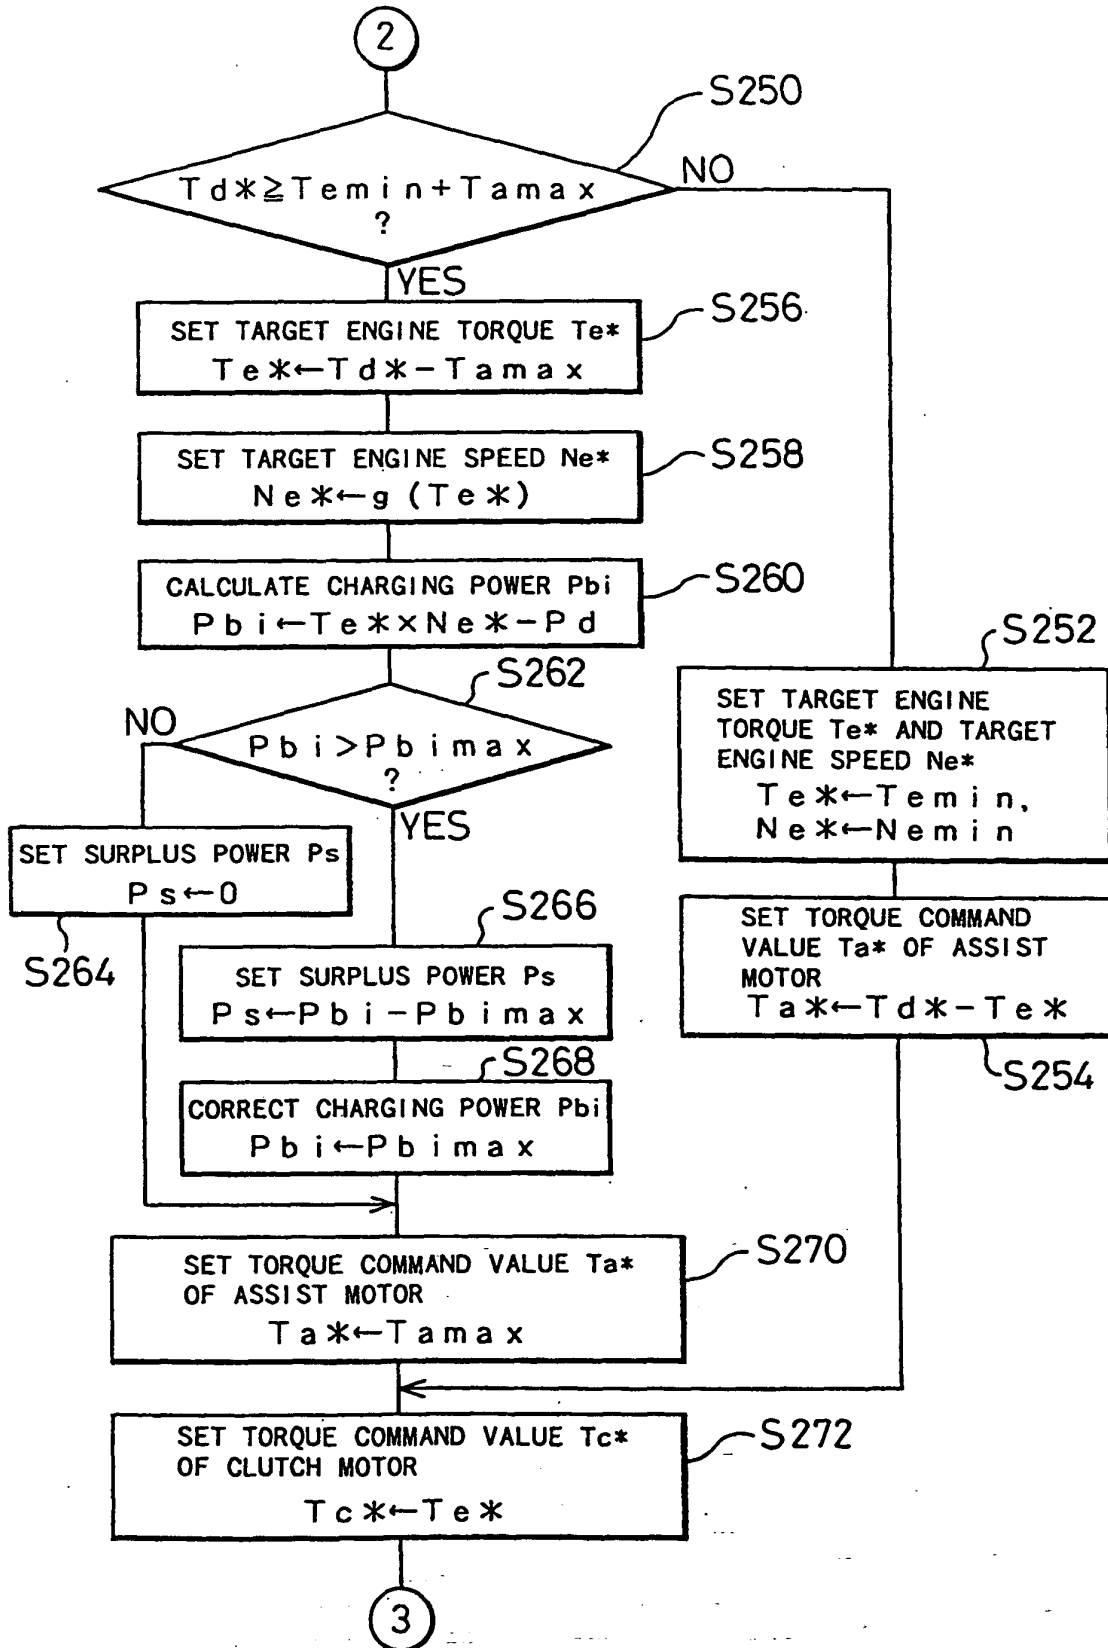 2
S250
Td*≧Temin+Tamax
?
NO
YES
S256
SET TARGET ENGINE TORQUE Te*
Te*←Td*-Tamax
S258
SET TARGET ENGINE SPEED Ne*
Ne*←g(Te*)
S260
CALCULATE CHARGING POWER Pbi
Pbi←Te*×Ne*-Pd
S262
Pbi>Pbimax
?
NO
YES
S252
SET TARGET ENGINE
TORQUE Te* AND TARGET
ENGINE SPEED Ne*
Te*←Temin,
Ne*←Nemin
SET SURPLUS POWER Ps
Ps←0
S264
S266
SET SURPLUS POWER Ps
Ps←Pbi-Pbimax
SET TORQUE COMMAND
VALUE Ta* OF ASSIST
MOTOR
Ta*←Td*-Te*
S254
S268
CORRECT CHARGING POWER Pbi
Pbi←Pbimax
S270
SET TORQUE COMMAND VALUE Ta*
OF ASSIST MOTOR
Ta*←Tamax
S272
SET TORQUE COMMAND VALUE Tc*
OF CLUTCH MOTOR
Tc*←Te*
3